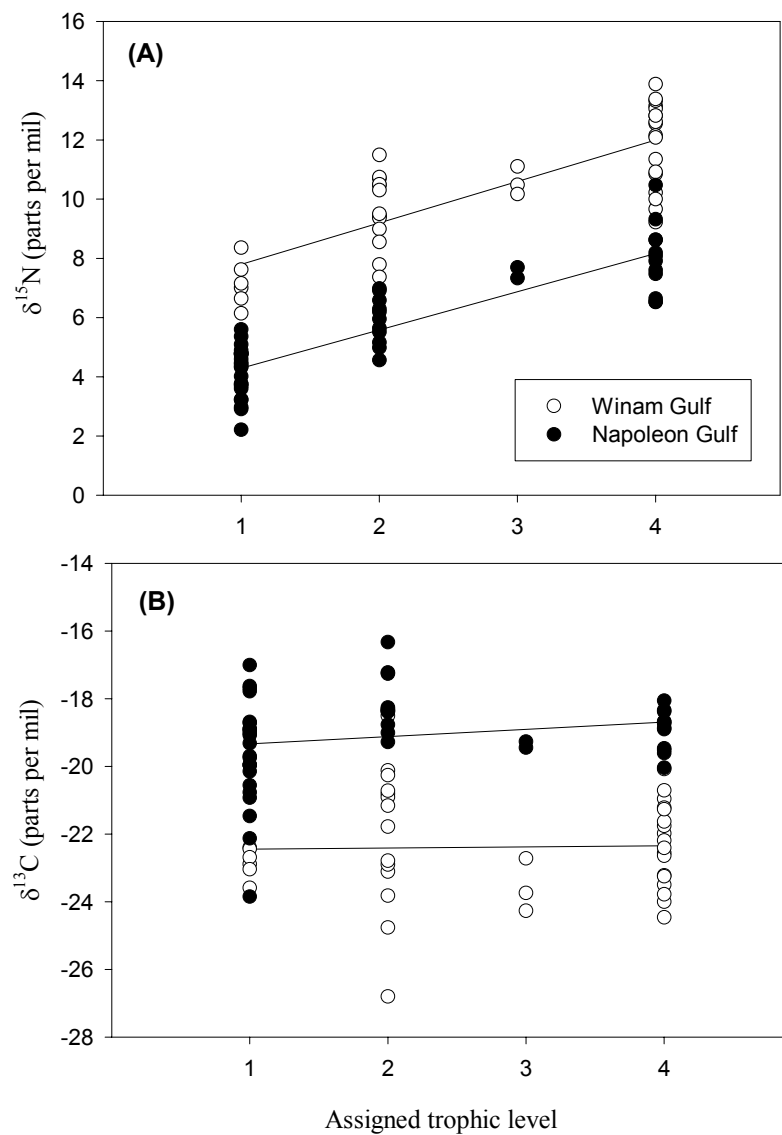 16
(A)
14
12
10
8
6
4
2
0
δ¹⁵N (parts per mil)
Winam Gulf
Napoleon Gulf
1 2 3 4
-14
(B)
-16
-18
-20
-22
-24
-26
-28
δ¹³C (parts per mil)
1 2 3 4
Assigned trophic level